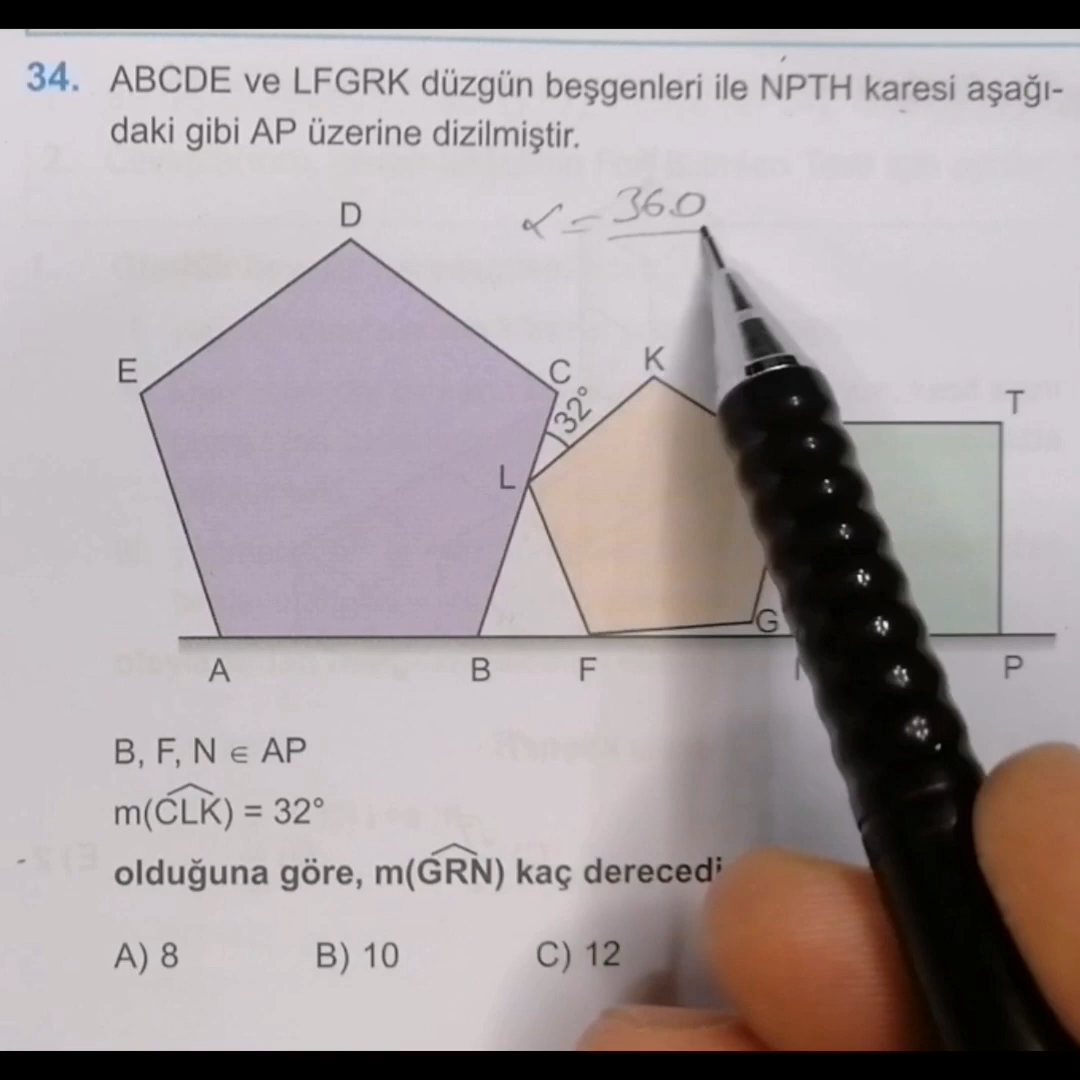 34. ABCDE ve LFGRK düzgün beşgenleri ile NPTH karesi aşağı-
daki gibi AP üzerine dizilmiştir.
α = 360
D
E
C
K
32°
T
L
G
A
B
F
P
B, F, N ∈ AP
m(CLK) = 32°
olduğuna göre, m(GRN) kaç derecedi
A) 8 B) 10 C) 12